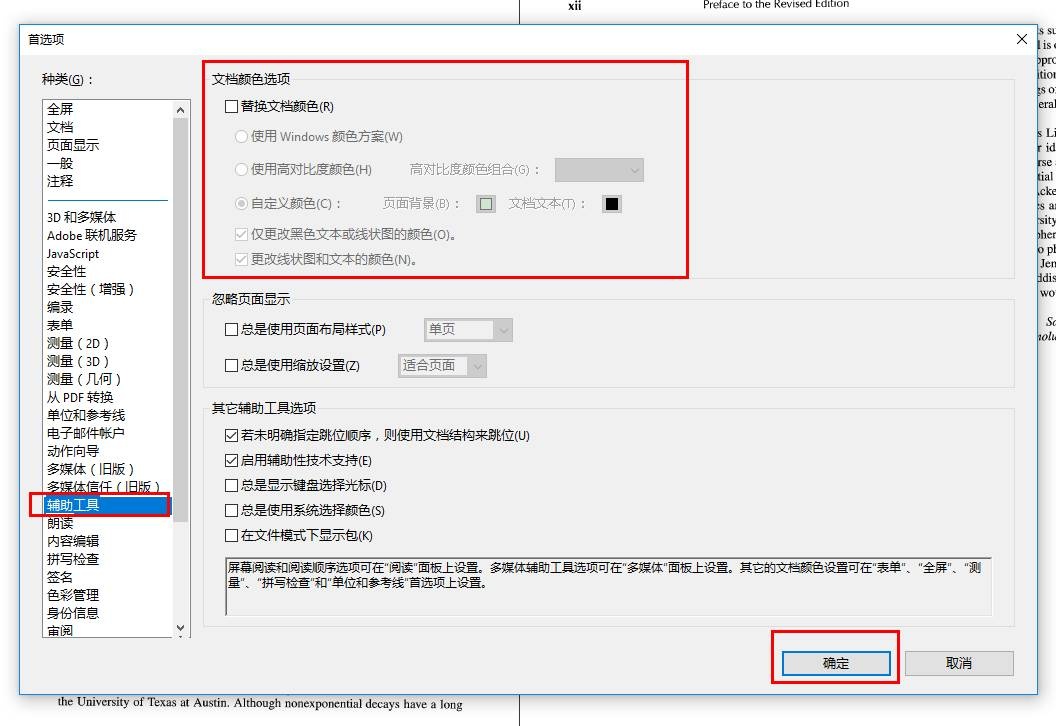 xii Preface to the Revised Edition
首选项
种类(G)：
全屏
文档
页面显示
一般
注释
3D 和多媒体
Adobe 联机服务
JavaScript
安全性
安全性（增强）
编录
表单
测量（2D）
测量（3D）
测量（几何）
从 PDF 转换
单位和参考线
电子邮件帐户
动作向导
多媒体（旧版）
多媒体信任（旧版）
辅助工具
朗读
内容编辑
拼写检查
签名
色彩管理
身份信息
审阅
文档颜色选项
替换文档颜色(R)
使用 Windows 颜色方案(W)
使用高对比度颜色(H) 高对比度颜色组合(G)：
自定义颜色(C)： 页面背景(B)： 文档文本(T)：
仅更改黑色文本或线状图的颜色(O)。
更改线状图和文本的颜色(N)。
忽略页面显示
总是使用页面布局样式(P) 单页
总是使用缩放设置(Z) 适合页面
其它辅助工具选项
若未明确指定跳位顺序，则使用文档结构来跳位(U)
启用辅助性技术支持(E)
总是显示键盘选择光标(D)
总是使用系统选择颜色(S)
在文件模式下显示包(K)
屏幕阅读和阅读顺序选项可在“阅读”面板上设置。多媒体辅助工具选项可在“多媒体”面板上设置。其它的文档颜色设置可在“表单”、“全屏”、“测
量”、“拼写检查”和“单位和参考线”首选项上设置。
确定 取消
the University of Texas at Austin. Although nonexponential decays have a long